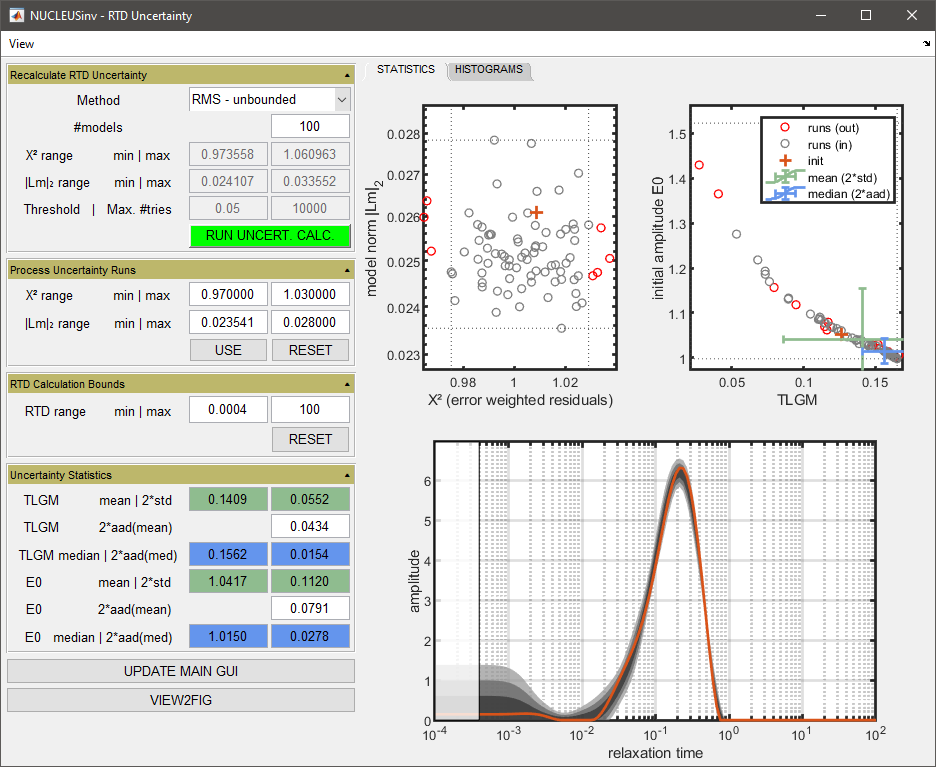 NUCLEUSinv - RTD Uncertainty
View
Recalculate RTD Uncertainty
Method RMS - unbounded
#models 100
X² range min | max 0.973558 1.060963
|Lm|₂ range min | max 0.024107 0.033552
Threshold | Max. #tries 0.05 10000
RUN UNCERT. CALC.
Process Uncertainty Runs
X² range min | max 0.970000 1.030000
|Lm|₂ range min | max 0.023541 0.028000
USE RESET
RTD Calculation Bounds
RTD range min | max 0.0004 100
RESET
Uncertainty Statistics
TLGM mean | 2*std 0.1409 0.0552
TLGM 2*aad(mean) 0.0434
TLGM median | 2*aad(med) 0.1562 0.0154
E0 mean | 2*std 1.0417 0.1120
E0 2*aad(mean) 0.0791
E0 median | 2*aad(med) 1.0150 0.0278
UPDATE MAIN GUI
VIEW2FIG
STATISTICS HISTOGRAMS
model norm |Lm|₂
0.028
0.027
0.026
0.025
0.024
0.023
0.98 1 1.02
X² (error weighted residuals)
initial amplitude E0
1.5
1.4
1.3
1.2
1.1
1
0.05 0.1 0.15
TLGM
runs (out)
runs (in)
init
mean (2*std)
median (2*aad)
amplitude
6
5
4
3
2
1
0
10⁻⁴ 10⁻³ 10⁻² 10⁻¹ 10⁰ 10¹ 10²
relaxation time